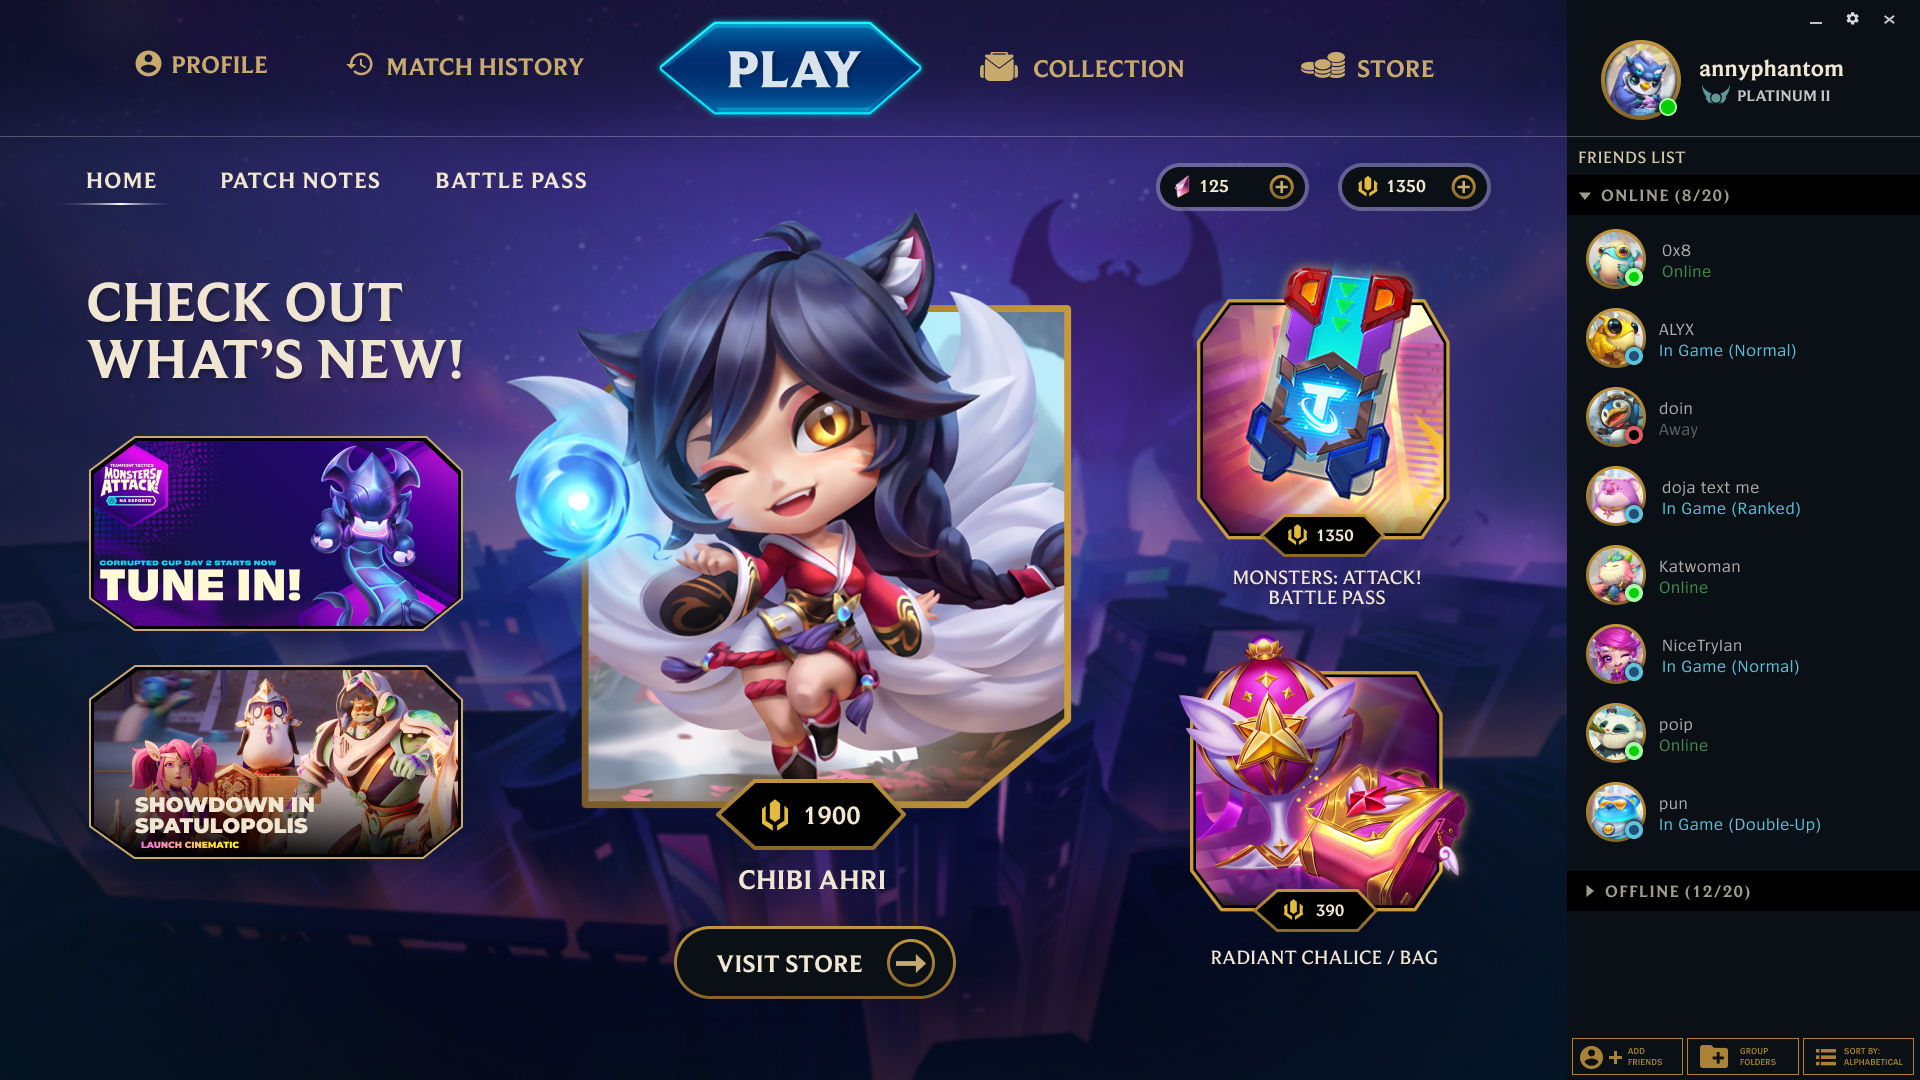 PROFILE
MATCH HISTORY
PLAY
COLLECTION
STORE
annyphantom
PLATINUM II
HOME
PATCH NOTES
BATTLE PASS
125
1350
CHECK OUT
WHAT'S NEW!
TEAMFIGHT TACTICS
MONSTERS
ATTACK!
NA ESPORTS
CORRUPTED CUP DAY 2 STARTS NOW
TUNE IN!
SHOWDOWN IN
SPATULOPOLIS
LAUNCH CINEMATIC
1900
CHIBI AHRI
VISIT STORE
1350
MONSTERS: ATTACK!
BATTLE PASS
390
RADIANT CHALICE / BAG
FRIENDS LIST
ONLINE (8/20)
0x8
Online
ALYX
In Game (Normal)
doin
Away
doja text me
In Game (Ranked)
Katwoman
Online
NiceTryIan
In Game (Normal)
poip
Online
pun
In Game (Double-Up)
OFFLINE (12/20)
ADD
FRIENDS
GROUP
FOLDERS
SORT BY:
ALPHABETICAL